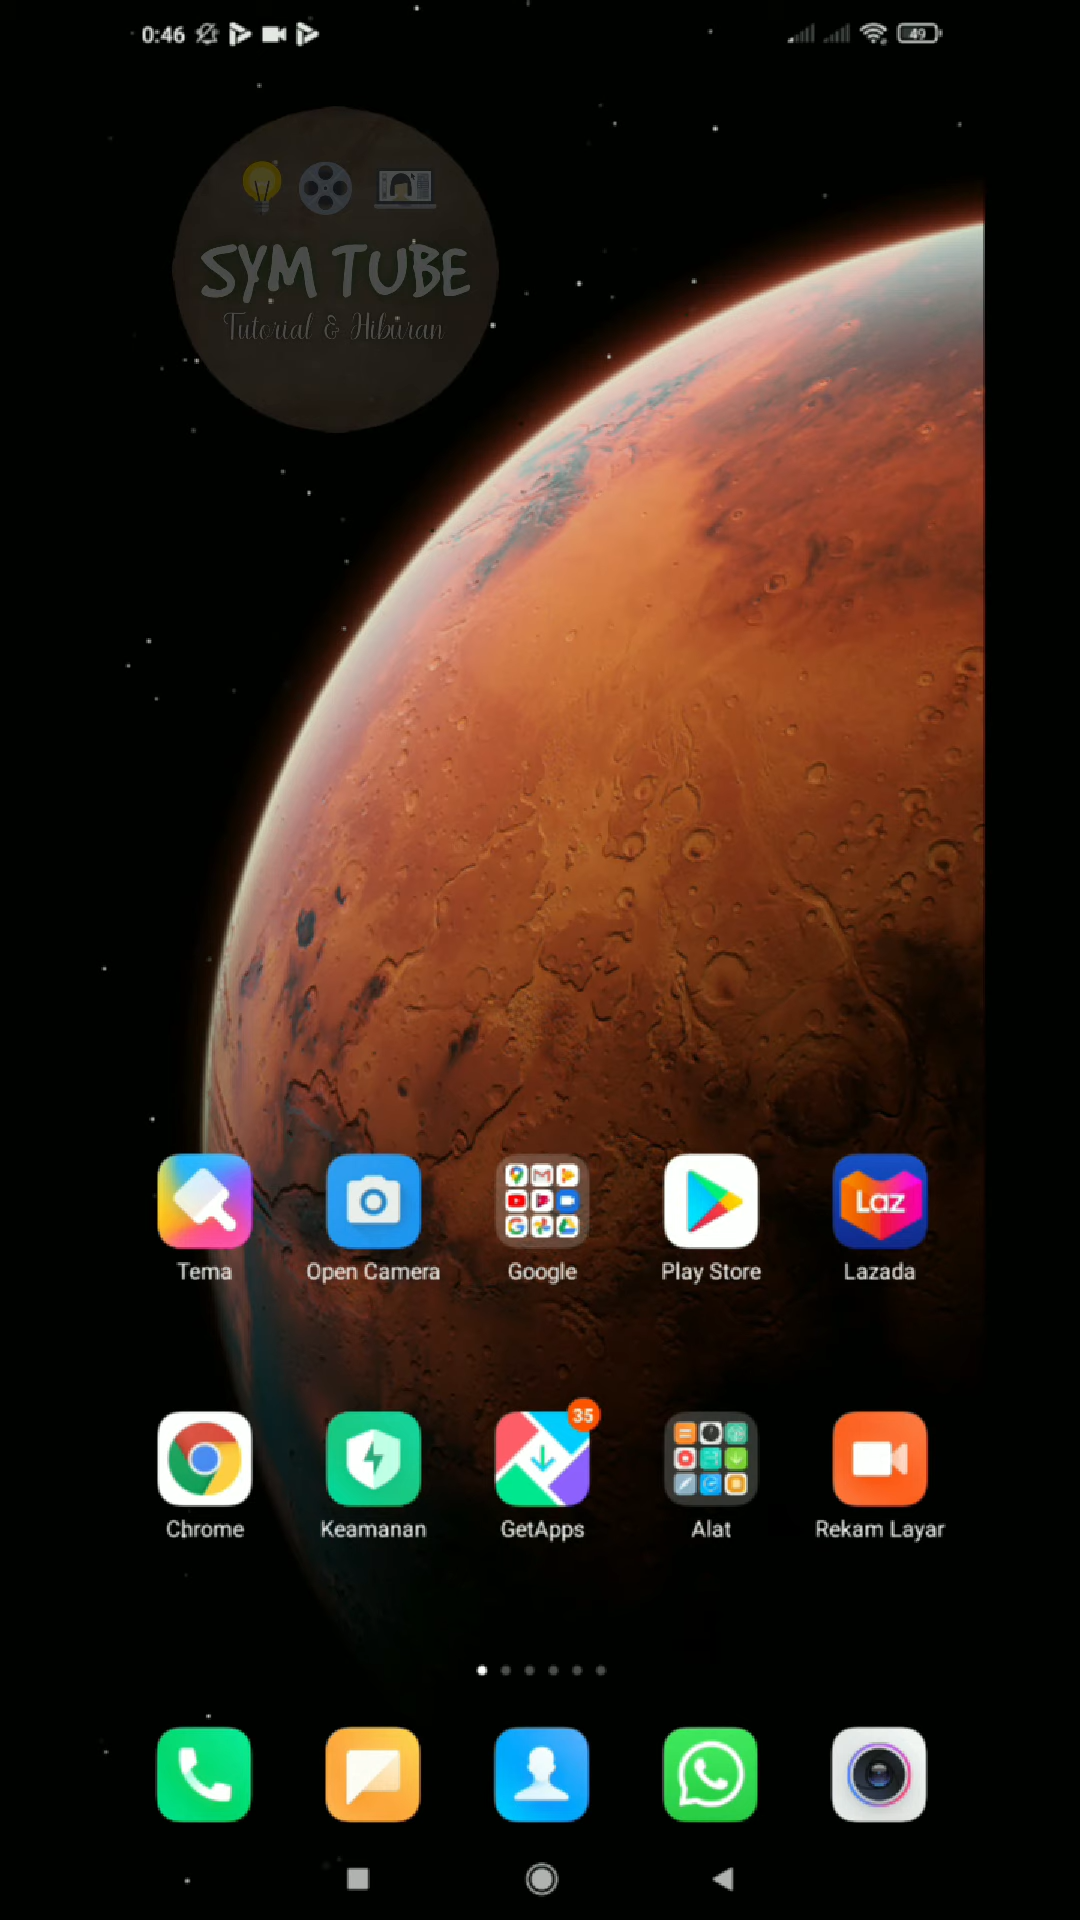 0:46
49
SYM TUBE
Tutorial & Hiburan
Laz
Tema
Open Camera
Google
Play Store
Lazada
35
Chrome
Keamanan
GetApps
Alat
Rekam Layar